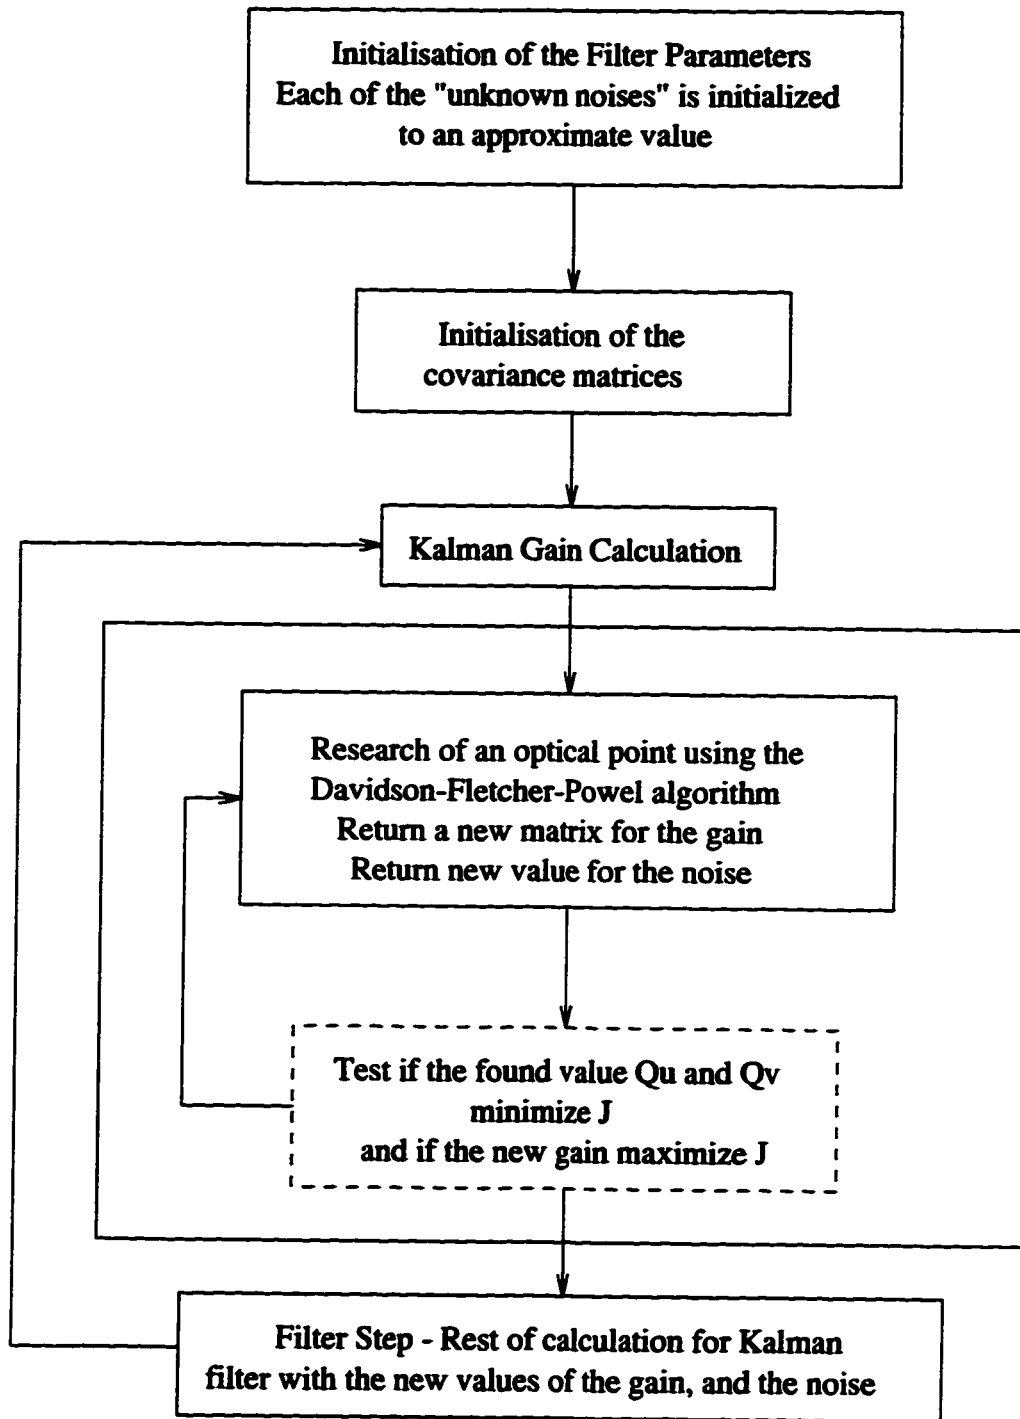 Initialisation of the Filter Parameters
Each of the "unknown noises" is initialized
to an approximate value
Initialisation of the
covariance matrices
Kalman Gain Calculation
Research of an optical point using the
Davidson-Fletcher-Powel algorithm
Return a new matrix for the gain
Return new value for the noise
Test if the found value Qu and Qv
minimize J
and if the new gain maximize J
Filter Step - Rest of calculation for Kalman
filter with the new values of the gain, and the noise